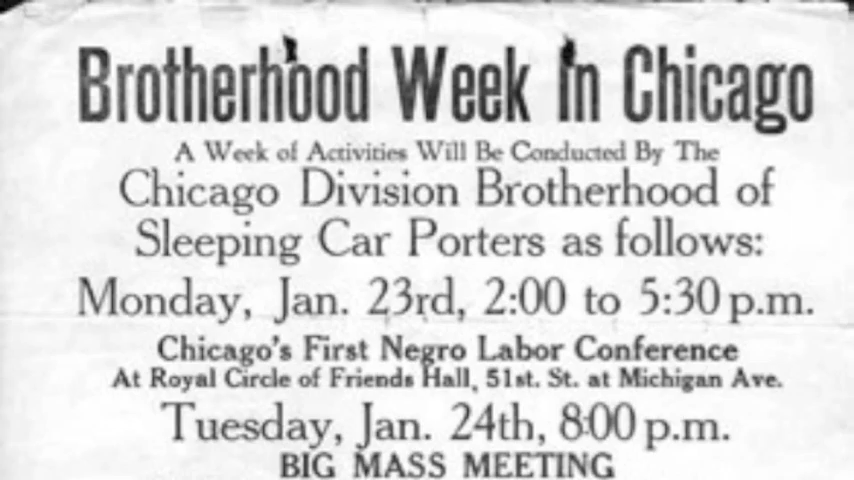 Brotherhood Week In Chicago
A Week of Activities Will Be Conducted By The
Chicago Division Brotherhood of
Sleeping Car Porters as follows:
Monday, Jan. 23rd, 2:00 to 5:30 p.m.
Chicago's First Negro Labor Conference
At Royal Circle of Friends Hall, 51st. St. at Michigan Ave.
Tuesday, Jan. 24th, 8:00 p.m.
BIG MASS MEETING